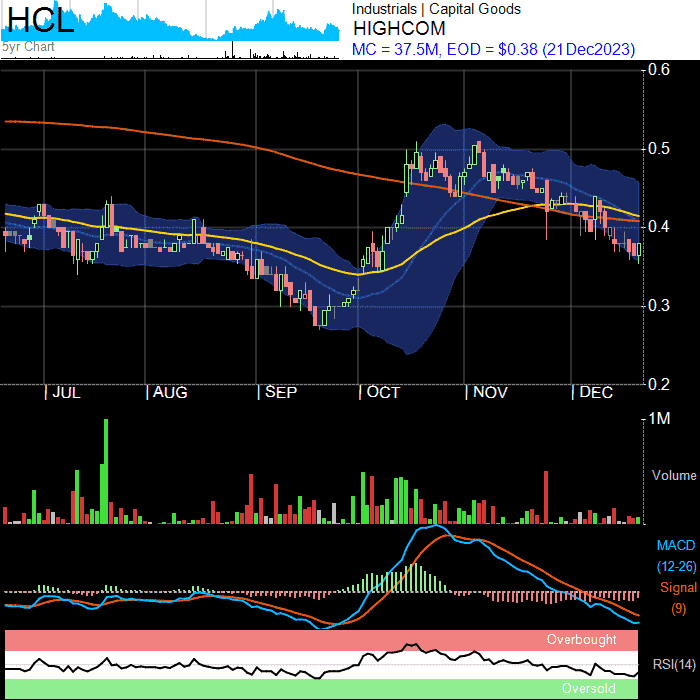 HCL
5yr Chart
Industrials | Capital Goods
HIGHCOM
MC = 37.5M, EOD = $0.38 (21Dec2023)
0.6
0.5
0.4
0.3
0.2
| JUL | AUG | SEP | OCT | NOV | DEC
1M
Volume
MACD
(12-26)
Signal
(9)
Overbought
RSI(14)
Oversold